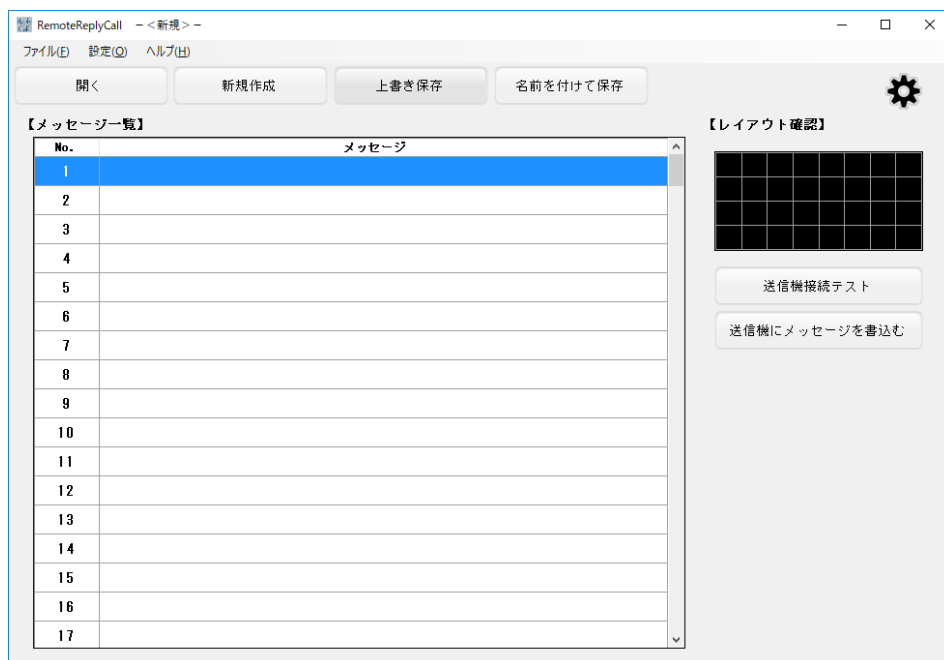 RemoteReplyCall －＜新規＞－
ファイル(F) 設定(O) ヘルプ(H)
開く 新規作成 上書き保存 名前を付けて保存
【メッセージ一覧】
【レイアウト確認】
No. メッセージ
1
2
3
4
5
6
7
8
9
10
11
12
13
14
15
16
17
送信機接続テスト
送信機にメッセージを書込む